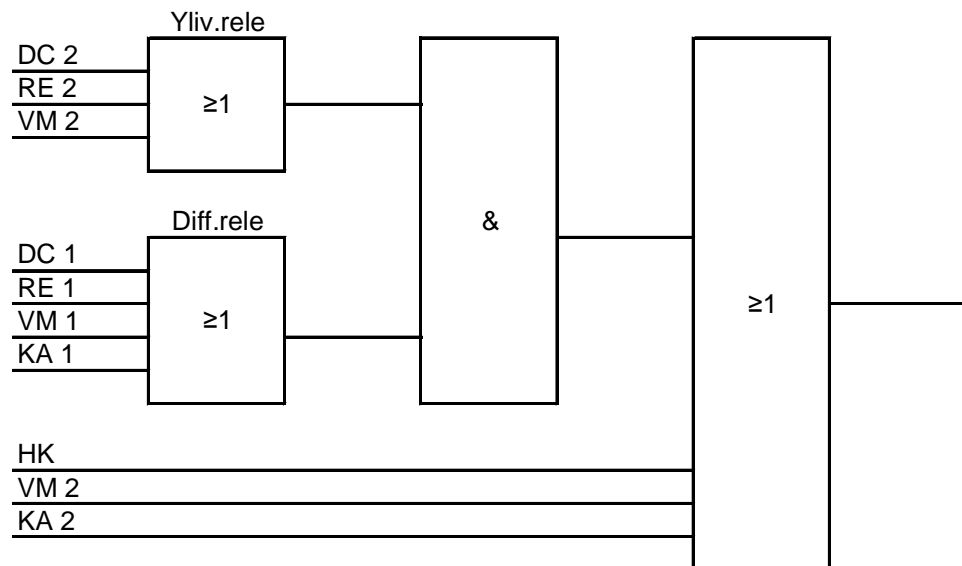 Yliv.rele
DC 2
RE 2
VM 2
≥1
Diff.rele
DC 1
RE 1
VM 1
KA 1
≥1
&
≥1
HK
VM 2
KA 2